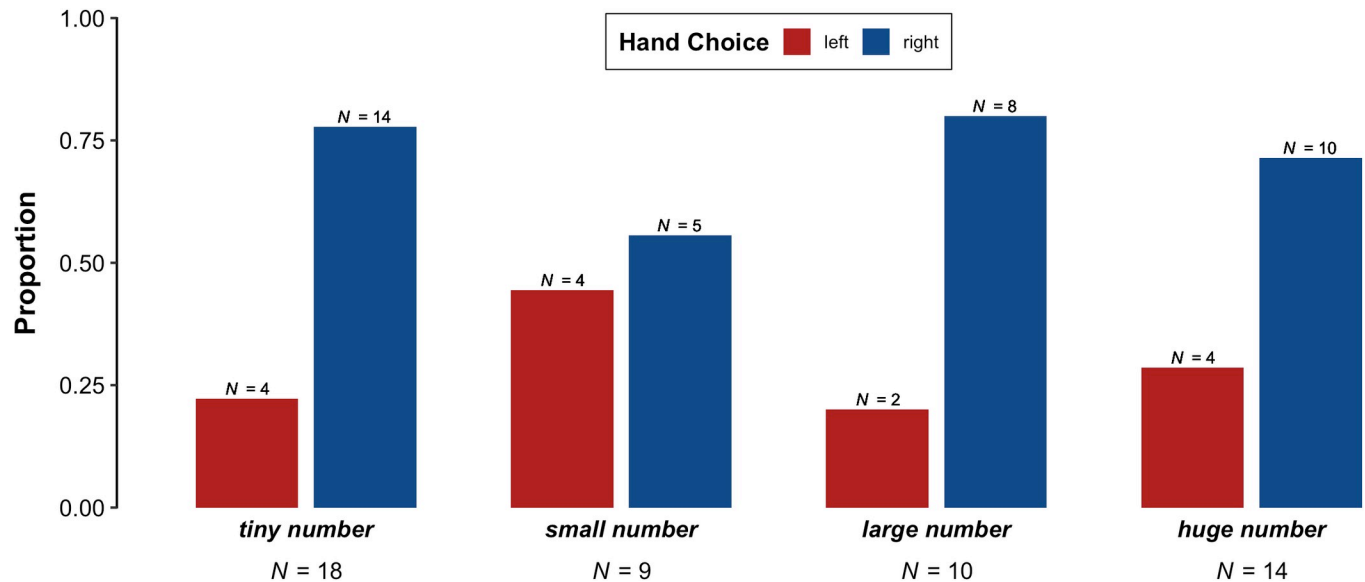 1.00
0.75
0.50
0.25
0.00
Proportion
Hand Choice left right
N = 4
N = 14
N = 4
N = 5
N = 2
N = 8
N = 4
N = 10
tiny number small number large number huge number
N = 18 N = 9 N = 10 N = 14